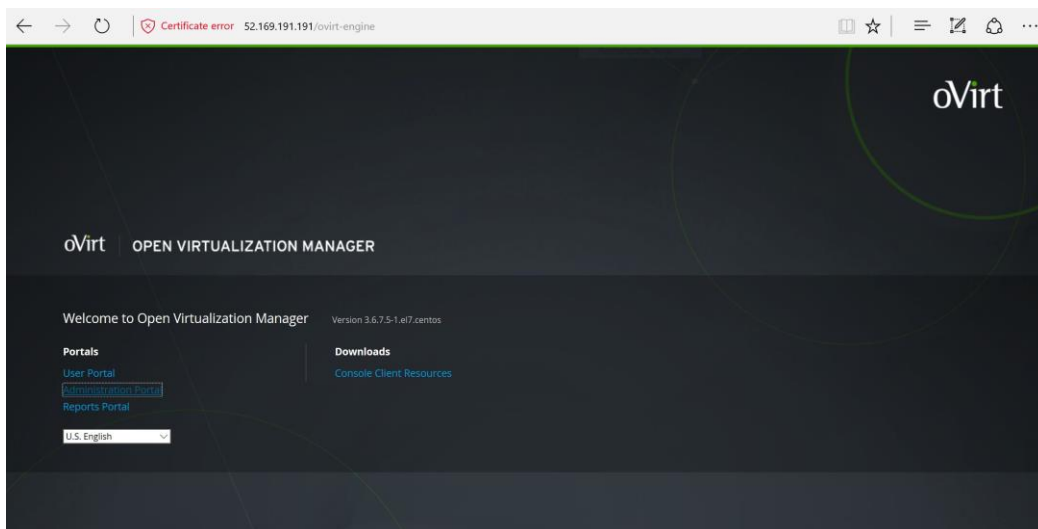 Certificate error 52.169.191.191/ovirt-engine
oVirt
oVirt OPEN VIRTUALIZATION MANAGER
Welcome to Open Virtualization Manager Version 3.6.7.5-1.el7.centos
Portals
User Portal
Administration Portal
Reports Portal
U.S. English
Downloads
Console Client Resources